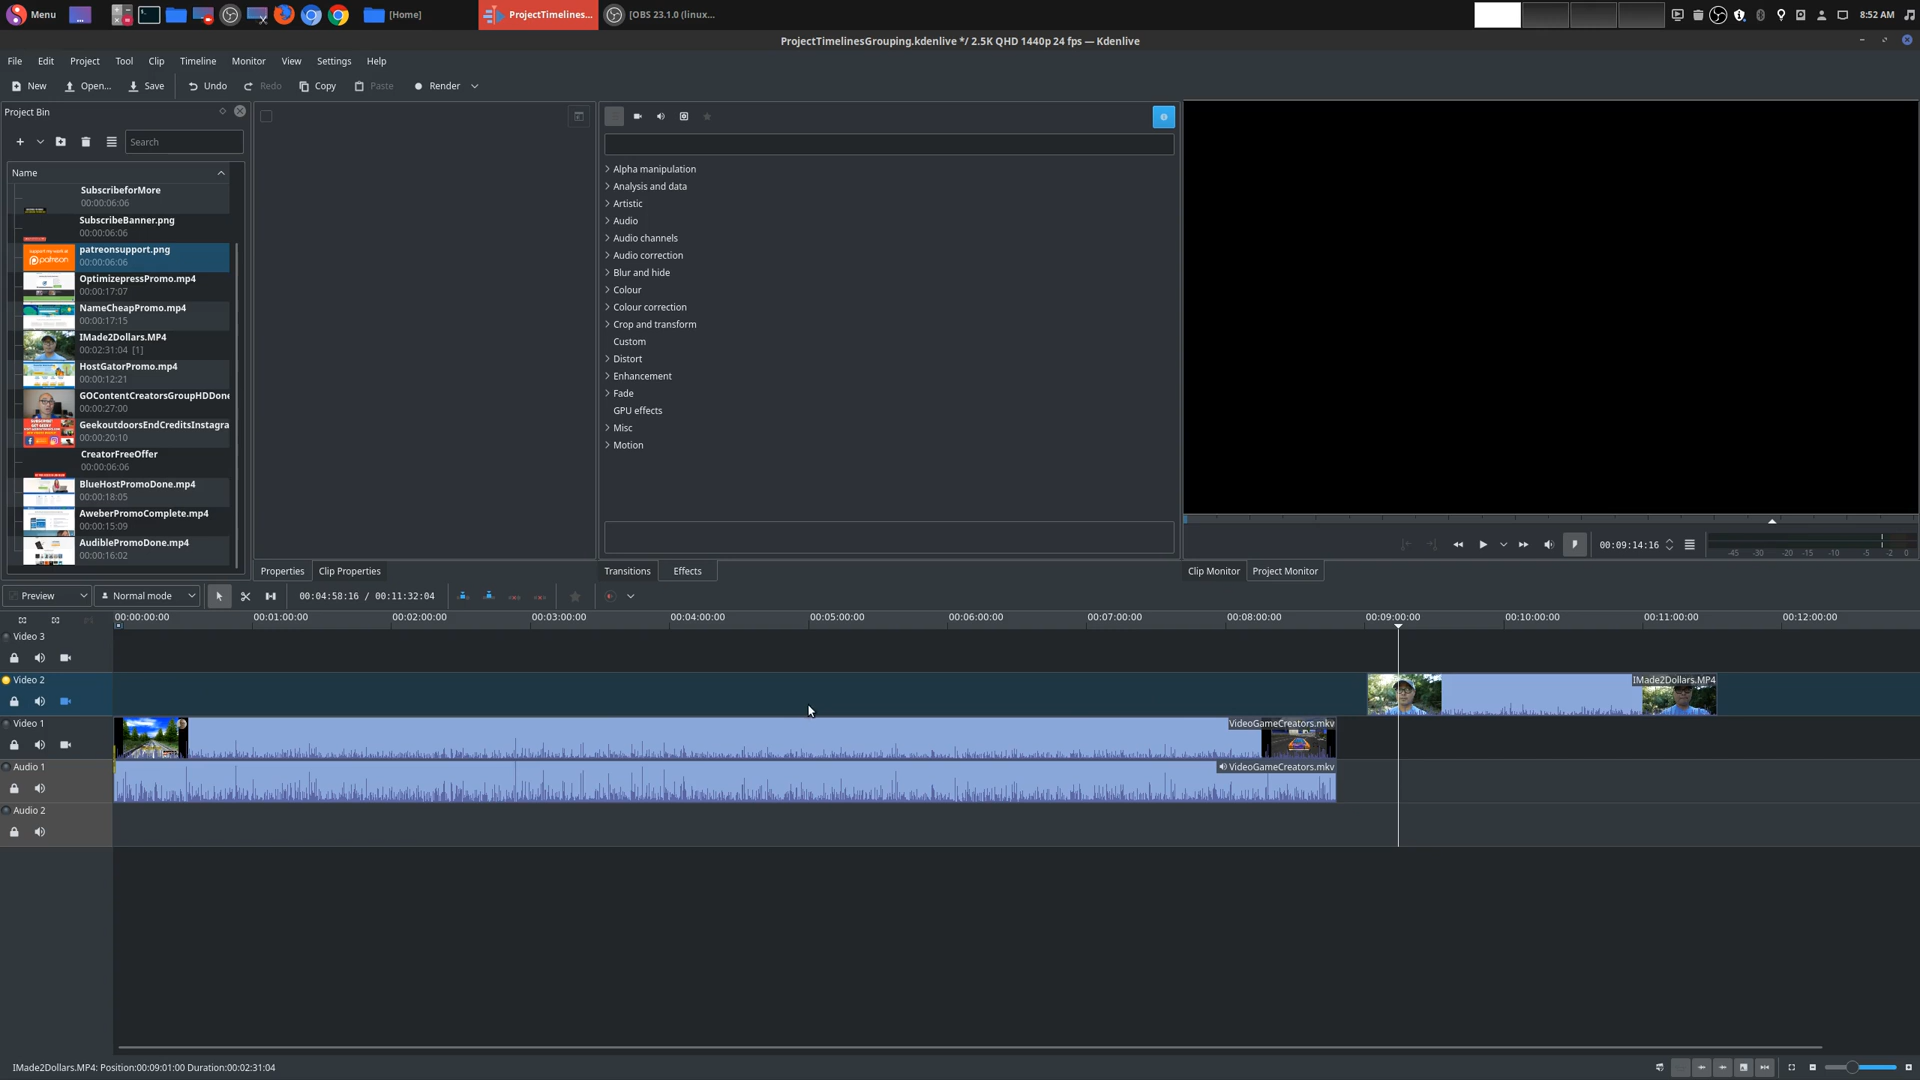 Menu
[Home]
ProjectTimelines...
[OBS 23.1.0 (linux...
8:52 AM
ProjectTimelinesGrouping.kdenlive */ 2.5K QHD 1440p 24 fps — Kdenlive
File Edit Project Tool Clip Timeline Monitor View Settings Help
New Open... Save Undo Redo Copy Paste Render
Project Bin
Search
Name
SubscribeforMore
00:00:06:06
SubscribeBanner.png
00:00:06:06
patreonsupport.png
00:00:06:06
OptimizepressPromo.mp4
00:00:17:07
NameCheapPromo.mp4
00:00:17:15
IMade2Dollars.MP4
00:02:31:04 [1]
HostGatorPromo.mp4
00:00:12:21
GOContentCreatorsGroupHDDone
00:00:27:00
GeekoutdoorsEndCreditsInstagra
00:00:20:10
CreatorFreeOffer
00:00:06:06
BlueHostPromoDone.mp4
00:00:18:05
AweberPromoComplete.mp4
00:00:15:09
AudiblePromoDone.mp4
00:00:16:02
Alpha manipulation
Analysis and data
Artistic
Audio
Audio channels
Audio correction
Blur and hide
Colour
Colour correction
Crop and transform
Custom
Distort
Enhancement
Fade
GPU effects
Misc
Motion
00:09:14:16
-45 -30 -20 -15 -10 -5 -2 0
Properties Clip Properties
Transitions Effects
Clip Monitor Project Monitor
Preview
Normal mode
00:04:58:16 / 00:11:32:04
00:00:00:00 00:01:00:00 00:02:00:00 00:03:00:00 00:04:00:00 00:05:00:00 00:06:00:00 00:07:00:00 00:08:00:00 00:09:00:00 00:10:00:00 00:11:00:00 00:12:00:00
Video 3
Video 2
IMade2Dollars.MP4
Video 1
VideoGameCreators.mkv
Audio 1
VideoGameCreators.mkv
Audio 2
IMade2Dollars.MP4: Position:00:09:01:00 Duration:00:02:31:04